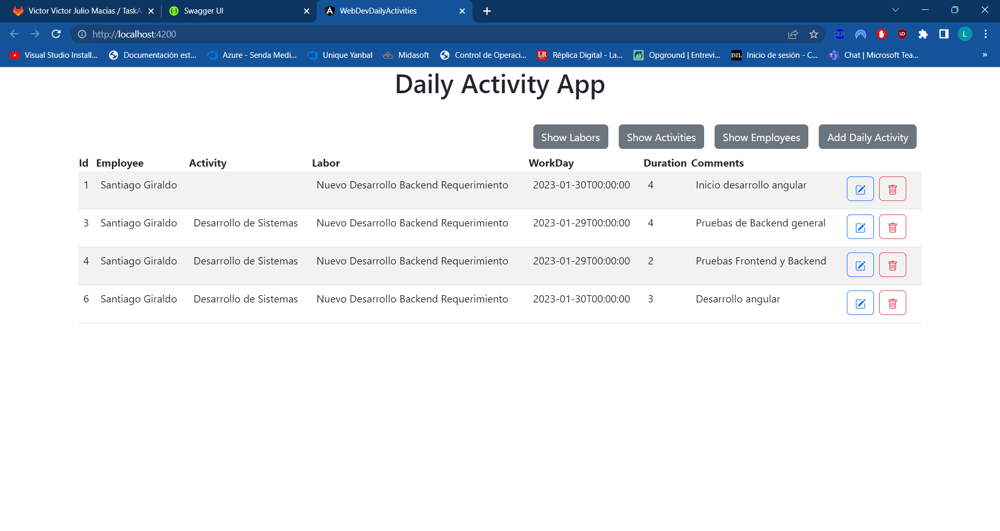 Victor Victor Julio Macias / TaskA
Swagger UI
WebDevDailyActivities
http://localhost:4200
L
Visual Studio Install... Documentación est... Azure - Senda Medi... Unique Yanbal Midasoft Control de Operaci... LR Réplica Digital - La... Opground | Entrevi... D2L Inicio de sesión - C... Chat | Microsoft Tea... »
Daily Activity App
Show Labors Show Activities Show Employees Add Daily Activity
Id Employee Activity Labor WorkDay Duration Comments
1 Santiago Giraldo Nuevo Desarrollo Backend Requerimiento 2023-01-30T00:00:00 4 Inicio desarrollo angular
3 Santiago Giraldo Desarrollo de Sistemas Nuevo Desarrollo Backend Requerimiento 2023-01-29T00:00:00 4 Pruebas de Backend general
4 Santiago Giraldo Desarrollo de Sistemas Nuevo Desarrollo Backend Requerimiento 2023-01-29T00:00:00 2 Pruebas Frontend y Backend
6 Santiago Giraldo Desarrollo de Sistemas Nuevo Desarrollo Backend Requerimiento 2023-01-30T00:00:00 3 Desarrollo angular